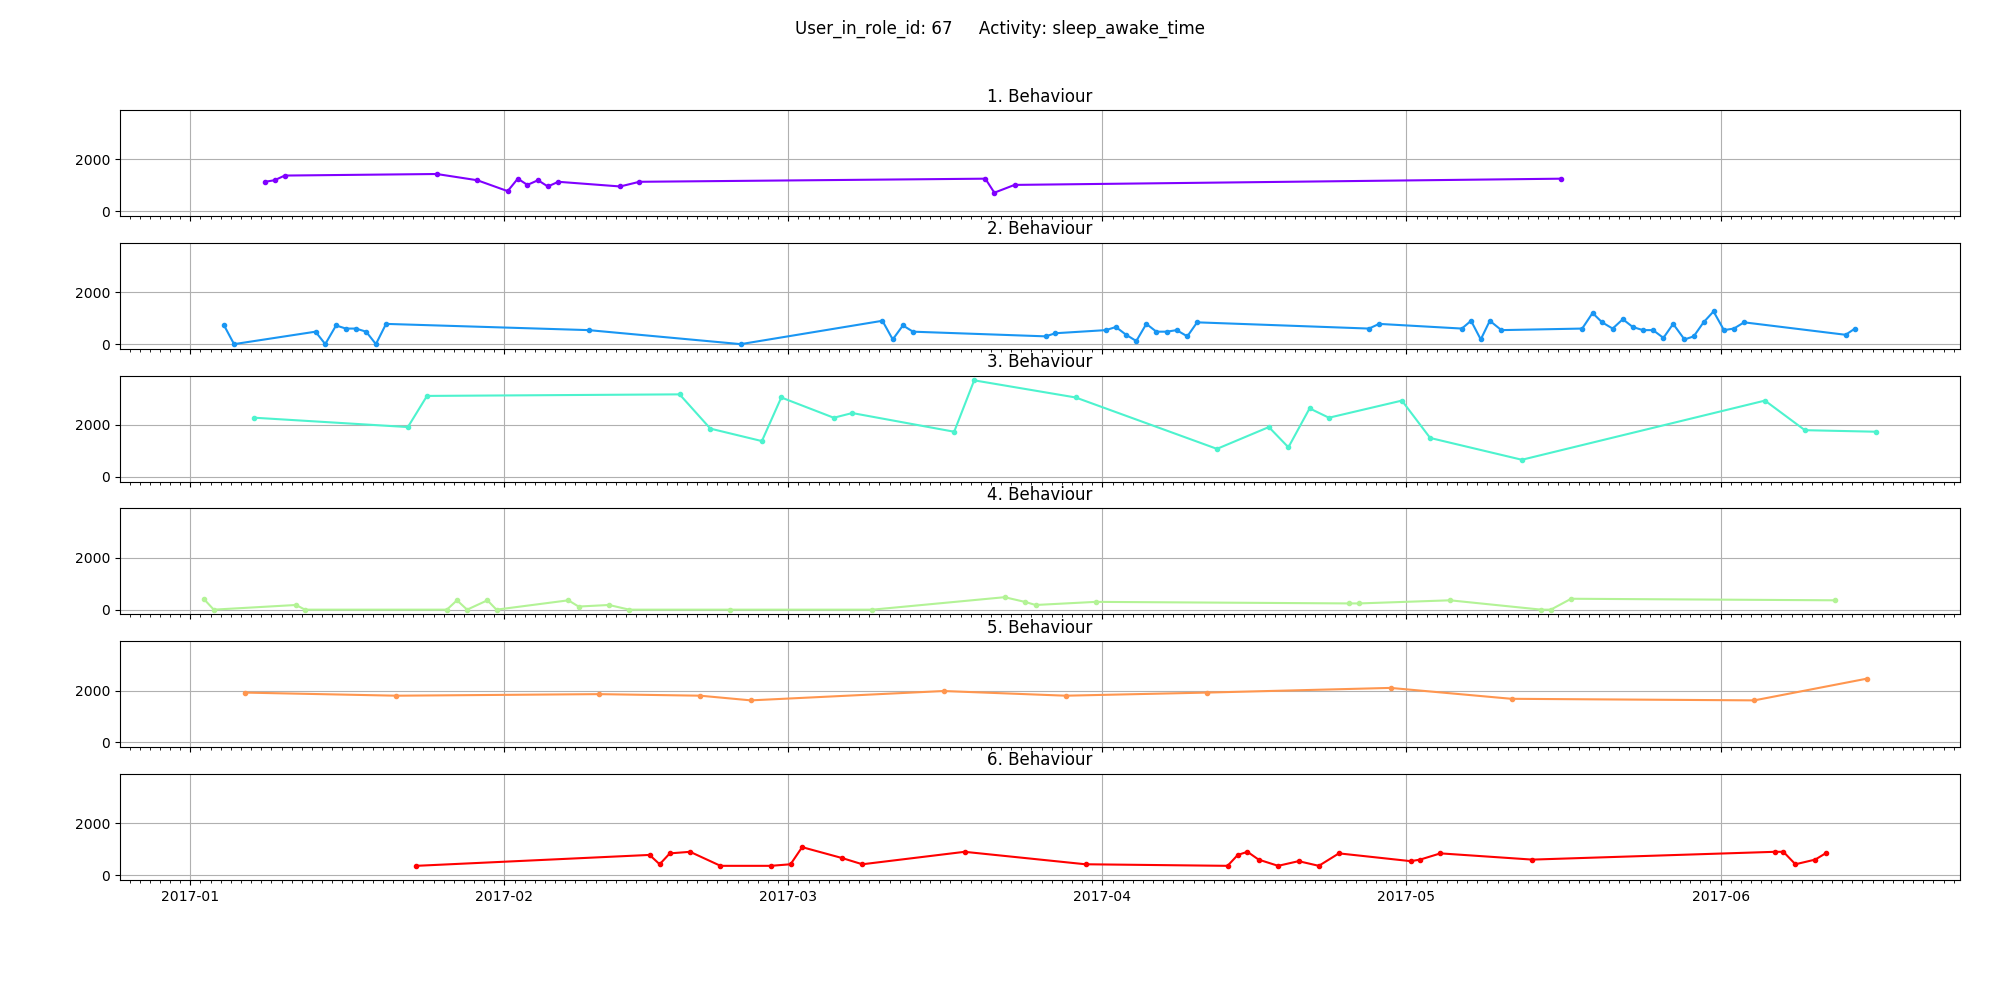 User_in_role_id: 67     Activity: sleep_awake_time
1. Behaviour
2000
0
2. Behaviour
2000
0
3. Behaviour
2000
0
4. Behaviour
2000
0
5. Behaviour
2000
0
6. Behaviour
2000
0
2017-01 2017-02 2017-03 2017-04 2017-05 2017-06